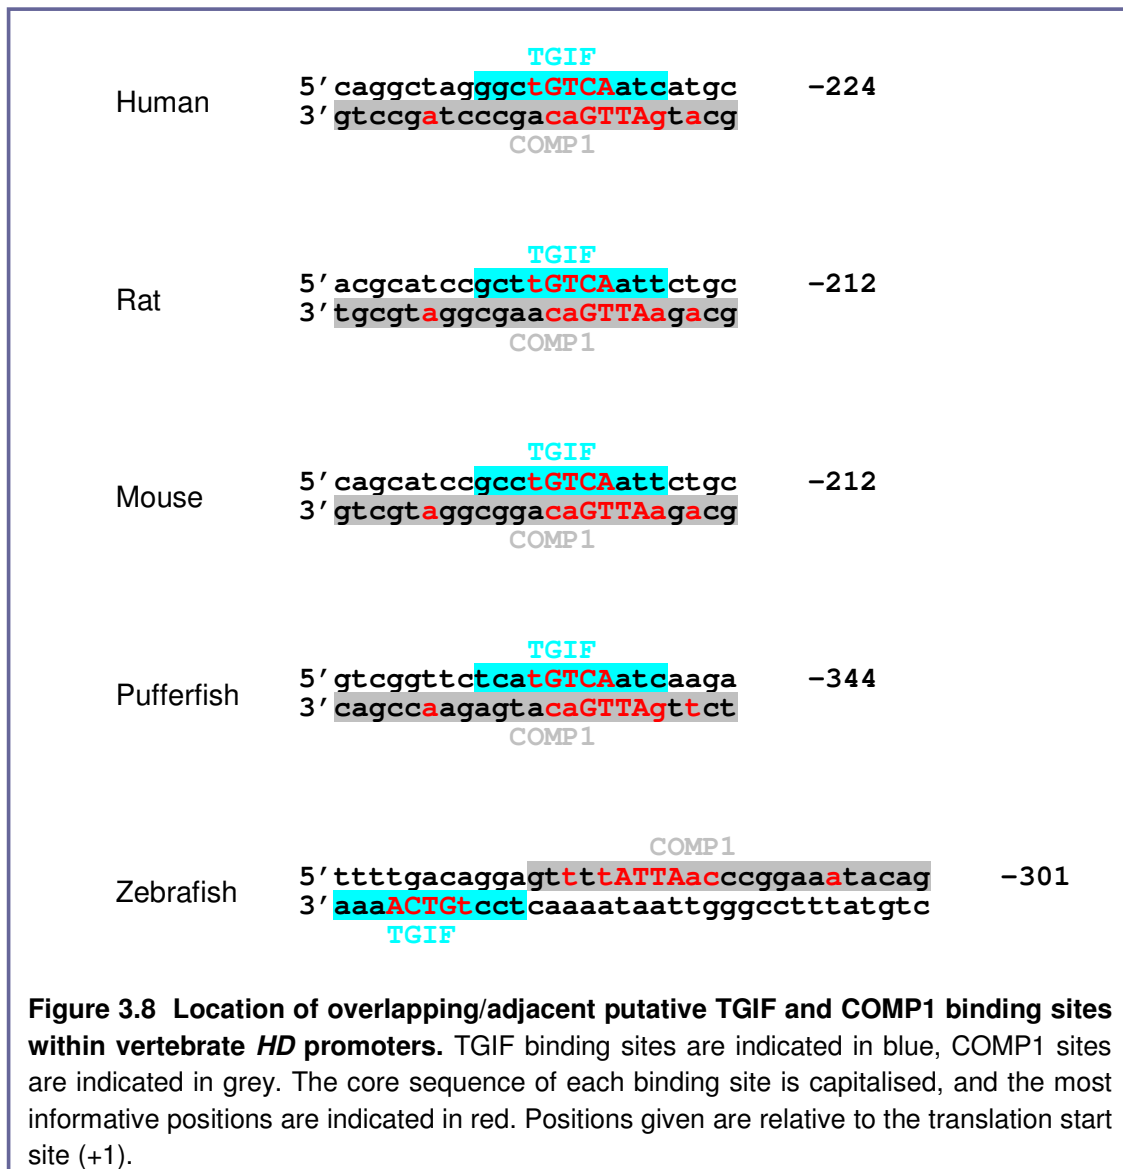 TGIF
Human 5’caggctagggctGTCAatcatgc −224
3’gtccgatcccgacaGTTAgtacg
COMP1
TGIF
Rat 5’acgcatccgcttGTCAattctgc −212
3’tgcgtaggcgaacaGTTAagacg
COMP1
TGIF
Mouse 5’cagcatccgcctGTCAattctgc −212
3’gtcgtaggcggacaGTTAagacg
COMP1
TGIF
Pufferfish 5’gtcggttctcatGTCAatcaaga −344
3’cagccaagagtacaGTTAgttct
COMP1
COMP1
Zebrafish 5’ttttgacaggagttttATTAacccggaaatacag −301
3’aaaACTGtcctcaaaataattgggcctttatgtc
TGIF
Figure 3.8 Location of overlapping/adjacent putative TGIF and COMP1 binding sites
within vertebrate HD promoters. TGIF binding sites are indicated in blue, COMP1 sites
are indicated in grey. The core sequence of each binding site is capitalised, and the most
informative positions are indicated in red. Positions given are relative to the translation start
site (+1).